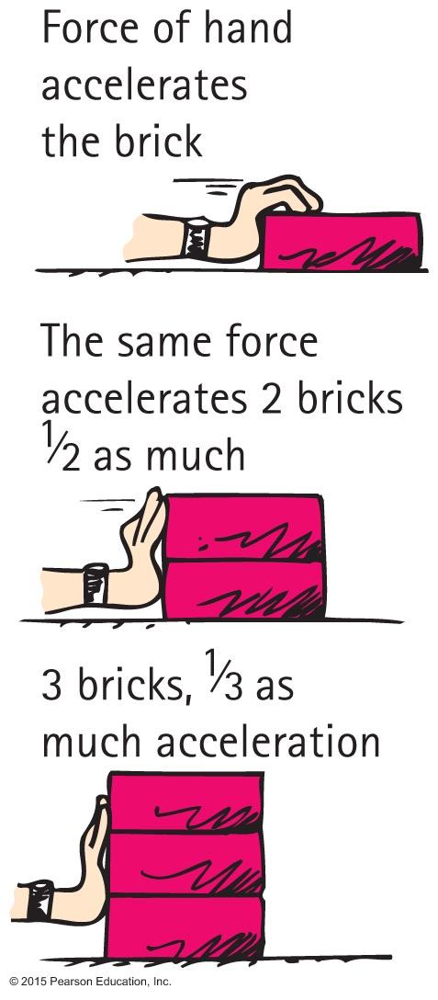 Force of hand
accelerates
the brick
The same force
accelerates 2 bricks
½ as much
3 bricks, ⅓ as
much acceleration
© 2015 Pearson Education, Inc.